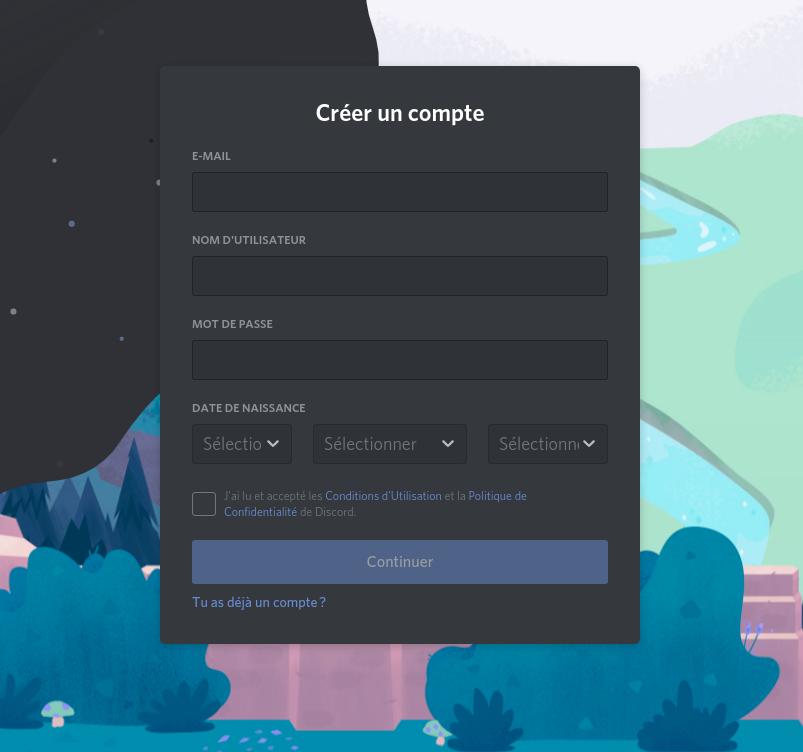 Créer un compte
E-MAIL
NOM D'UTILISATEUR
MOT DE PASSE
DATE DE NAISSANCE
Sélectio Sélectionner Sélectionn
J'ai lu et accepté les Conditions d'Utilisation et la Politique de
Confidentialité de Discord.
Continuer
Tu as déjà un compte ?